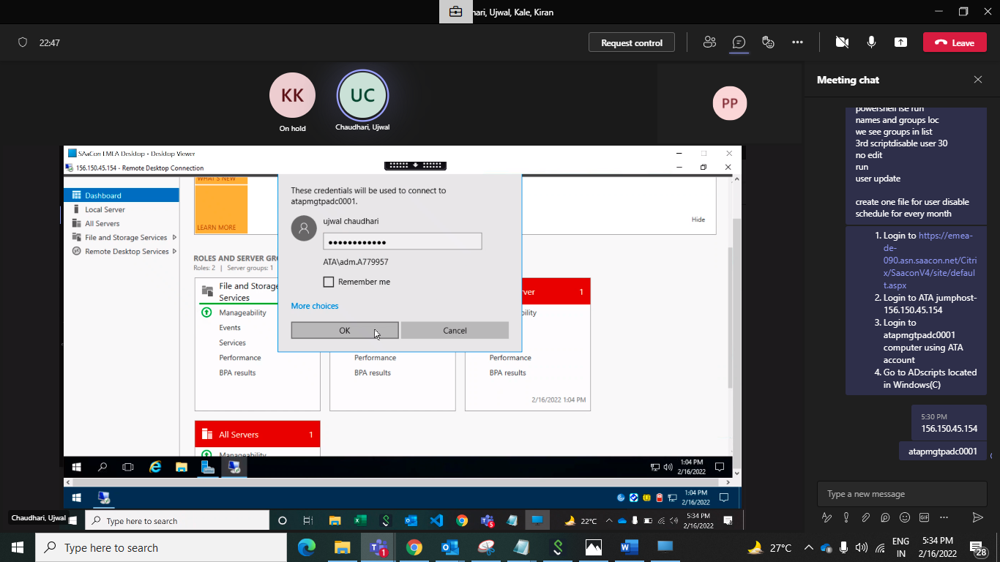 hari, Ujwal, Kale, Kiran
22:47
Request control
Leave
KK
On hold
UC
Chaudhari, Ujwal
PP
Meeting chat
powershell ise run
names and groups loc
we see groups in list
3rd scriptdisable user 30
no edit
run
user update
create one file for user disable
schedule for every month
1. Login to https://emea-
de-
090.asn.saacon.net/Citri
x/SaaconV4/site/defaul
t.aspx
2. Login to ATA jumphost-
156.150.45.154
3. Login to
atapmgtpadc0001
computer using ATA
account
4. Go to ADscripts located
in Windows(C)
5:30 PM
156.150.45.154
atapmgtpadc0001
Type a new message
SAaCon EMEA Desktop - Desktop Viewer
156.150.45.154 - Remote Desktop Connection
Dashboard
Local Server
All Servers
File and Storage Services
Remote Desktop Services
WHAT'S NEW
LEARN MORE
Hide
ROLES AND SERVER GRO
Roles: 2 | Server groups: 1
These credentials will be used to connect to
atapmgtpadc0001.
ujwal chaudhari
ATA\adm.A779957
Remember me
More choices
OK
Cancel
File and Storage
Services
Manageability
Events
Services
Performance
BPA results
Performance
BPA results
ver 1
bility
Performance
BPA results
2/16/2022 1:04 PM
All Servers 1
Manageability
1:04 PM
2/16/2022
1:04 PM
2/16/2022
Chaudhari, Ujwal
Type here to search
22°C
5:34 PM
2/16/2022
Type here to search
27°C
ENG
IN
5:34 PM
2/16/2022
28